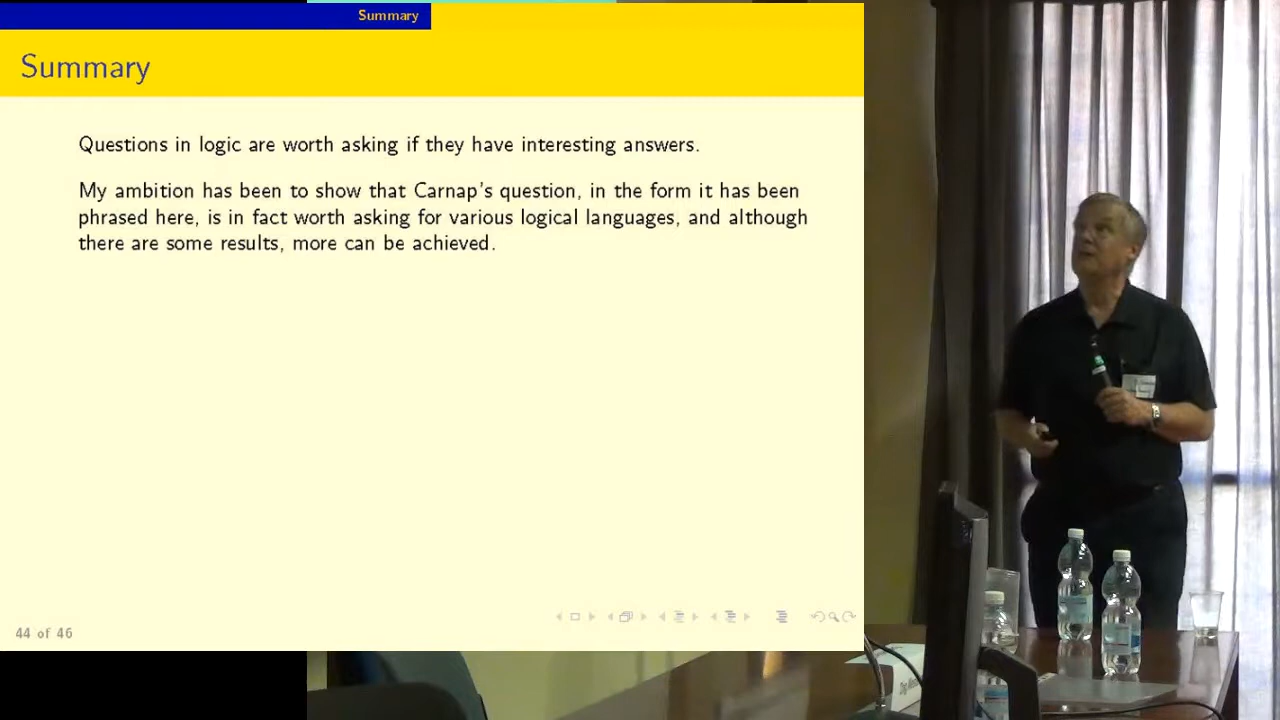 Summary
Summary
Questions in logic are worth asking if they have interesting answers.
My ambition has been to show that Carnap's question, in the form it has been
phrased here, is in fact worth asking for various logical languages, and although
there are some results, more can be achieved.
44 of 46